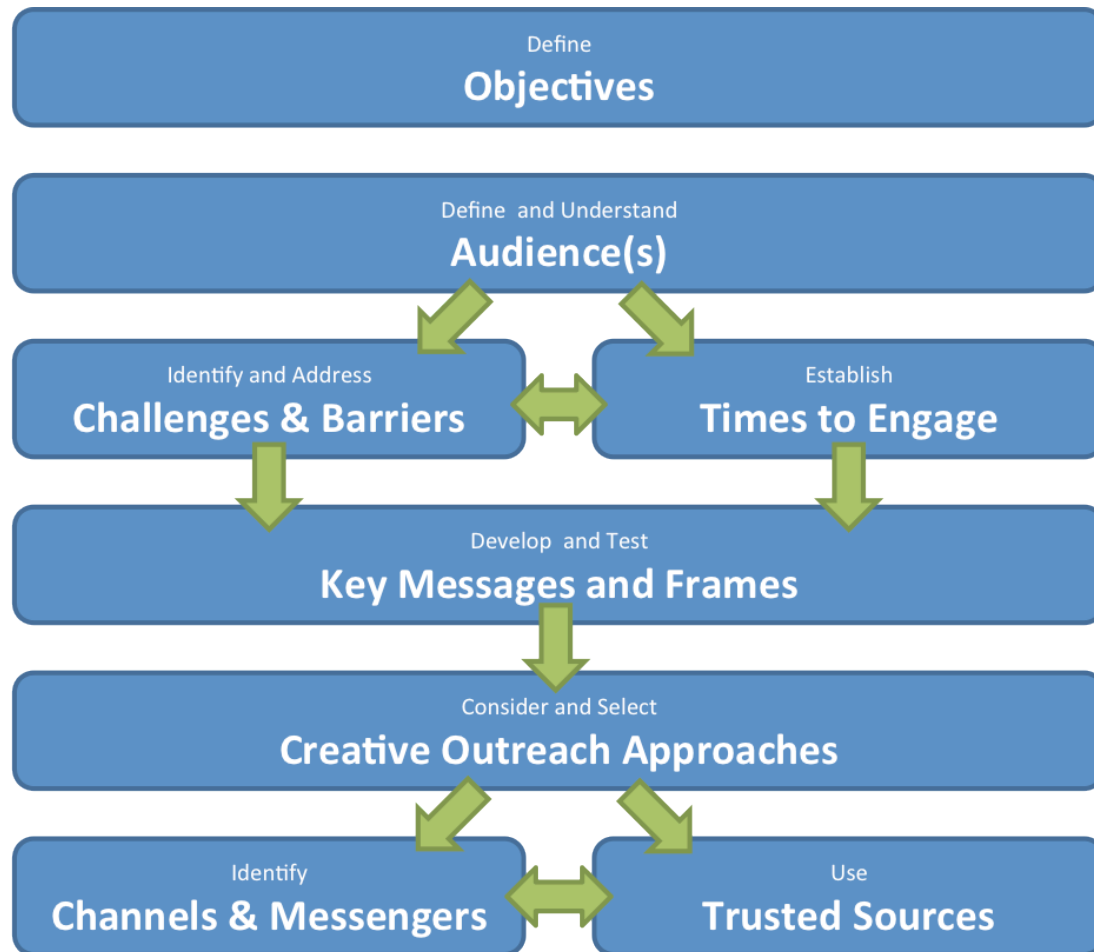 Define
Objectives
Define and Understand
Audience(s)
Identify and Address
Challenges & Barriers
Establish
Times to Engage
Develop and Test
Key Messages and Frames
Consider and Select
Creative Outreach Approaches
Identify
Channels & Messengers
Use
Trusted Sources